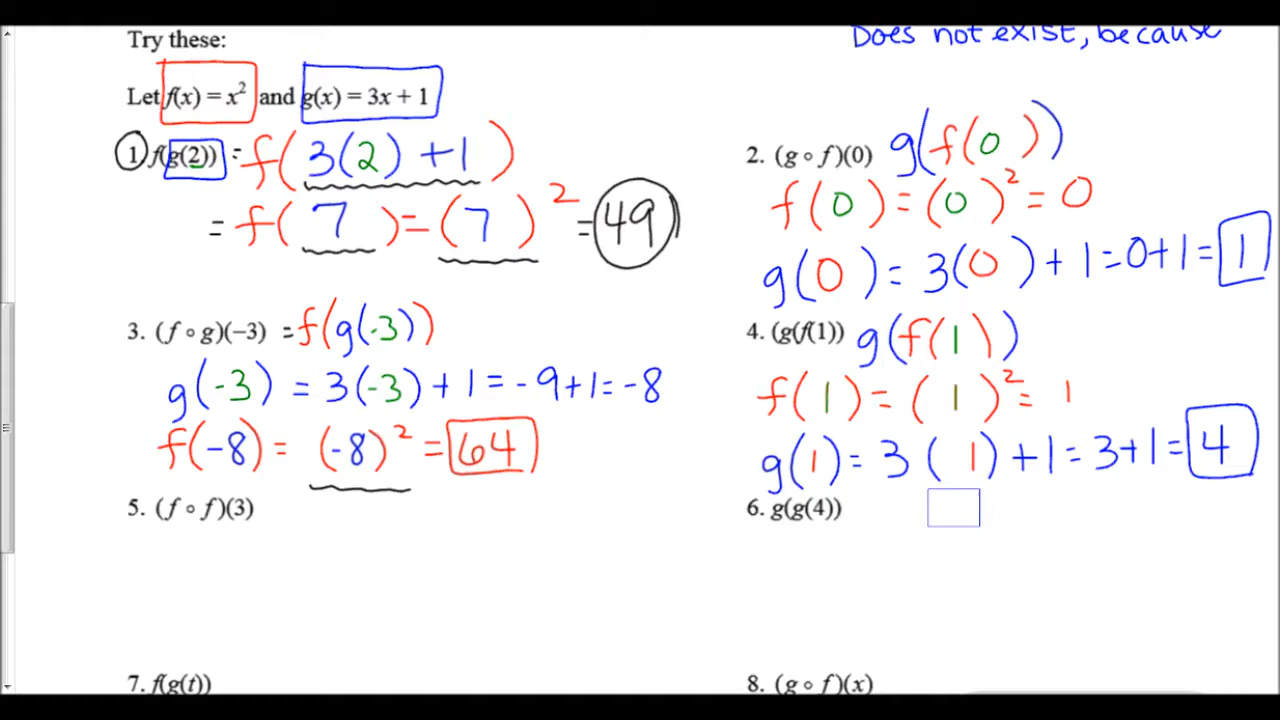 Try these:
Does not exist, because
Let f(x) = x² and g(x) = 3x + 1
1 f(g(2)) = f( 3(2) +1 )
= f( 7 ) = (7)² = 49
2. (g ∘ f)(0) g(f(0))
f(0) = (0)² = 0
g(0) = 3(0) + 1 = 0+1 = 1
3. (f ∘ g)(−3) = f(g(-3))
g(-3) = 3(-3) + 1 = -9+1 = -8
f(-8) = (-8)² = 64
4. (g(f(1)) g(f(1))
f(1) = (1)² = 1
g(1) = 3(1) +1 = 3+1 = 4
5. (f ∘ f)(3)
6. g(g(4))
7. f(g(t))
8. (g ∘ f)(x)